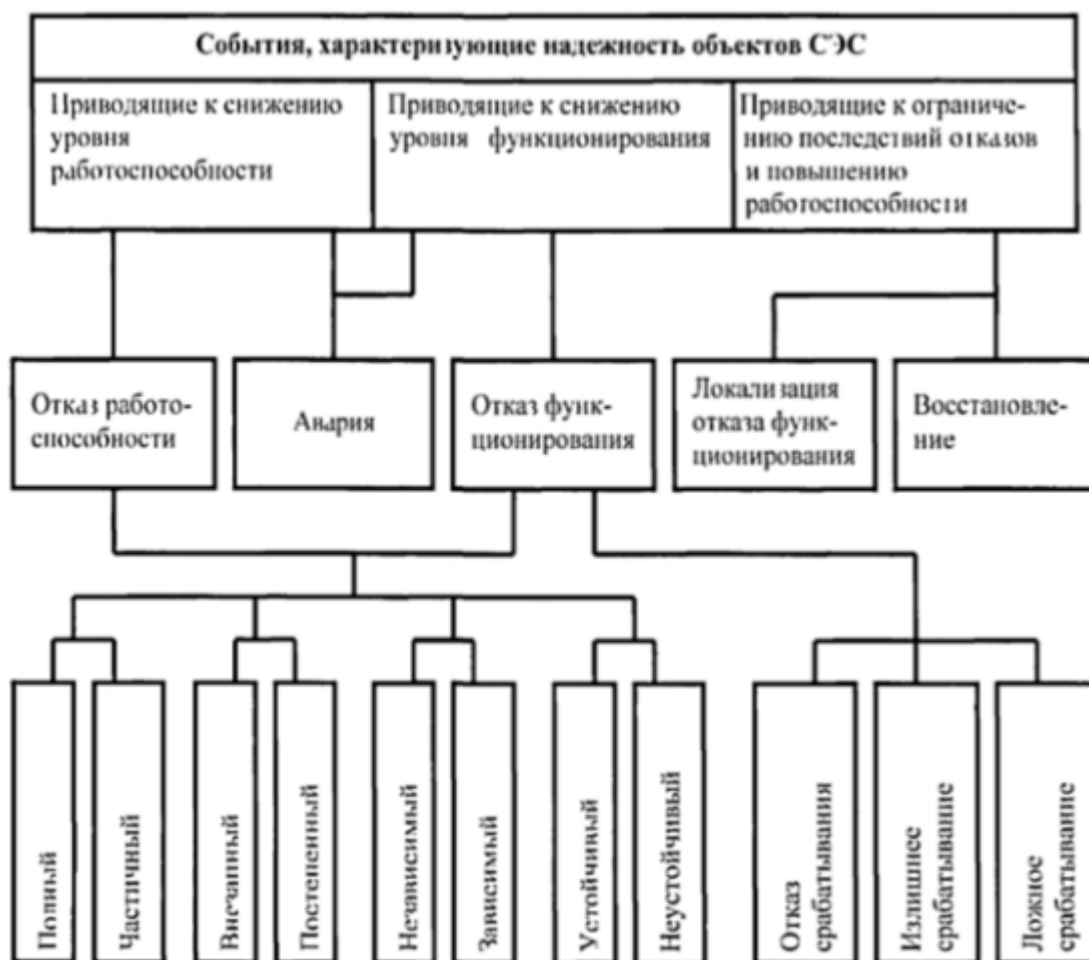 События, характеризующие надежность объектов СЭС
Приводящие к снижению
уровня
работоспособности
Приводящие к снижению
уровня функционирования
Приводящие к ограниче-
нию последствий отказов
и повышению
работоспособности
Отказ работо-
способности
Авария
Отказ функ-
ционирования
Локализация
отказа функ-
ционирования
Восстановле-
ние
Полный
Частичный
Внезапный
Постепенный
Независимый
Зависимый
Устойчивый
Неустойчивый
Отказ
срабатывания
Излишнее
срабатывание
Ложное
срабатывание